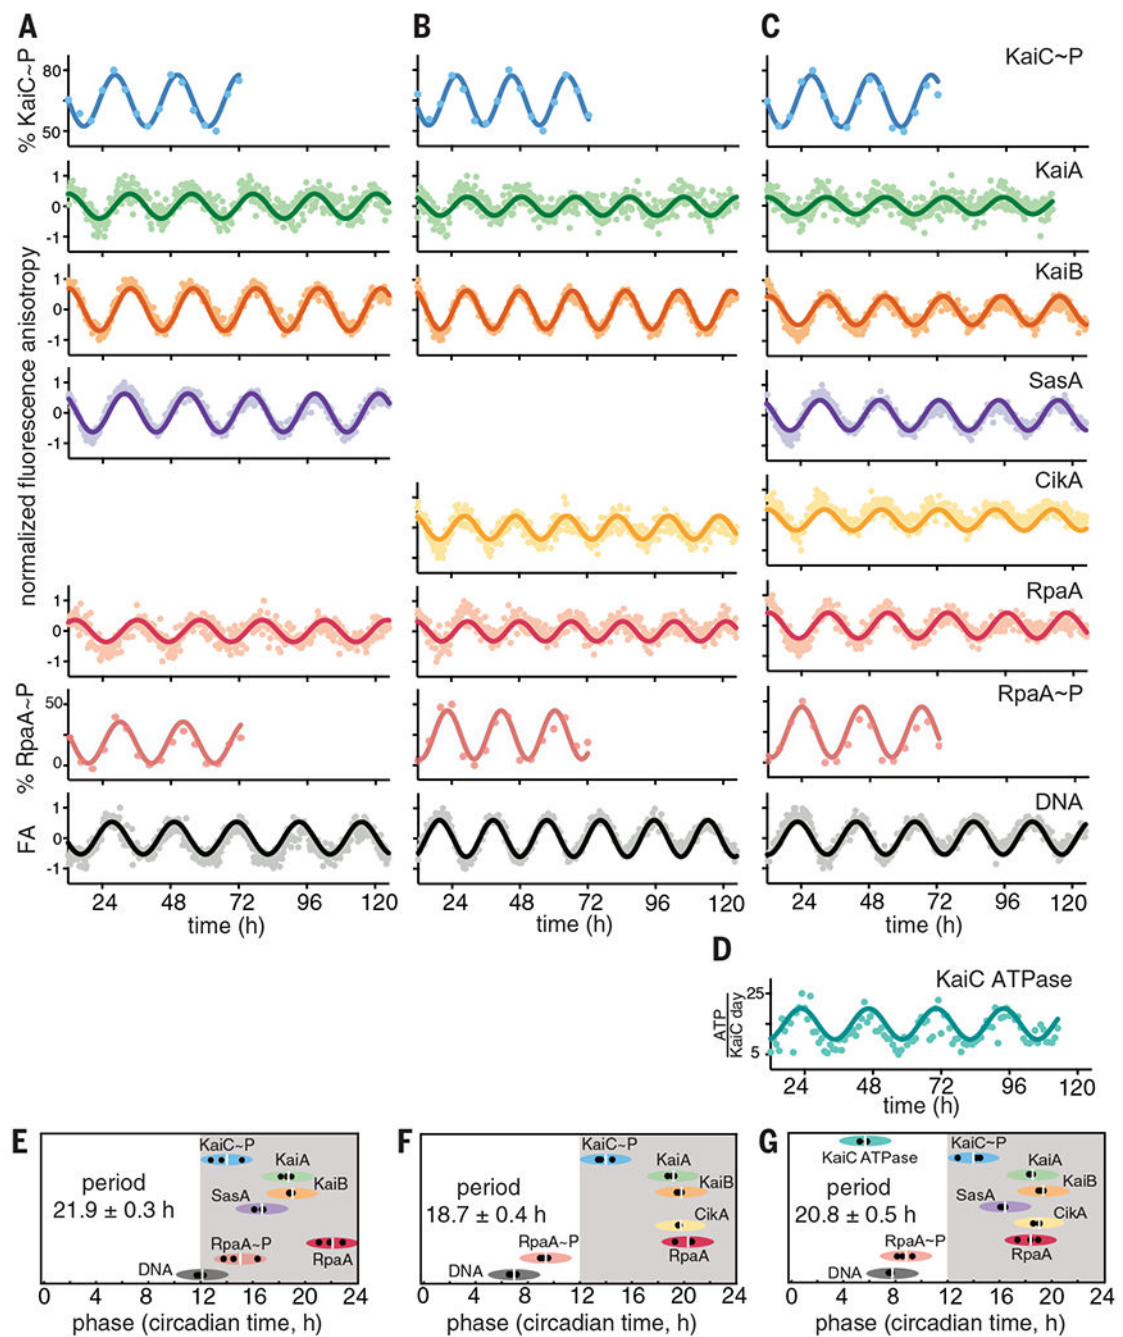 A
B
C
% KaiC~P
80
50
KaiC~P
normalized fluorescence anisotropy
1
0
-1
KaiA
1
0
-1
KaiB
1
0
-1
SasA
CikA
1
0
-1
RpaA
% RpaA~P
50
0
RpaA~P
FA
1
0
-1
DNA
24 48 72 96 120
24 48 72 96 120
24 48 72 96 120
time (h)
time (h)
time (h)
D
KaiC ATPase
ATP
KaiC day
25
5
24 48 72 96 120
time (h)
E
KaiC~P
KaiA
period
21.9 ± 0.3 h
SasA
KaiB
RpaA~P
RpaA
DNA
0 4 8 12 16 20 24
phase (circadian time, h)
F
KaiC~P
KaiA
period
18.7 ± 0.4 h
KaiB
CikA
RpaA~P
RpaA
DNA
0 4 8 12 16 20 24
phase (circadian time, h)
G
KaiC~P
KaiC ATPase
KaiA
period
20.8 ± 0.5 h
SasA
KaiB
CikA
RpaA~P
RpaA
DNA
0 4 8 12 16 20 24
phase (circadian time, h)